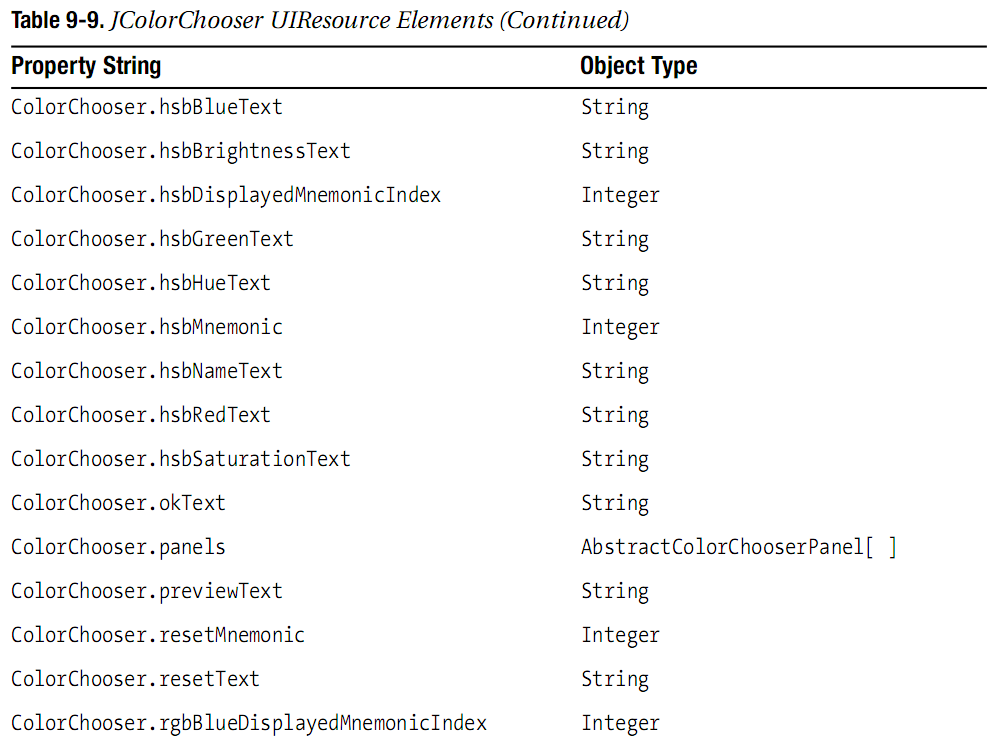 Table 9-9. JColorChooser UIResource Elements (Continued)
Property String Object Type
ColorChooser.hsbBlueText String
ColorChooser.hsbBrightnessText String
ColorChooser.hsbDisplayedMnemonicIndex Integer
ColorChooser.hsbGreenText String
ColorChooser.hsbHueText String
ColorChooser.hsbMnemonic Integer
ColorChooser.hsbNameText String
ColorChooser.hsbRedText String
ColorChooser.hsbSaturationText String
ColorChooser.okText String
ColorChooser.panels AbstractColorChooserPanel[ ]
ColorChooser.previewText String
ColorChooser.resetMnemonic Integer
ColorChooser.resetText String
ColorChooser.rgbBlueDisplayedMnemonicIndex Integer